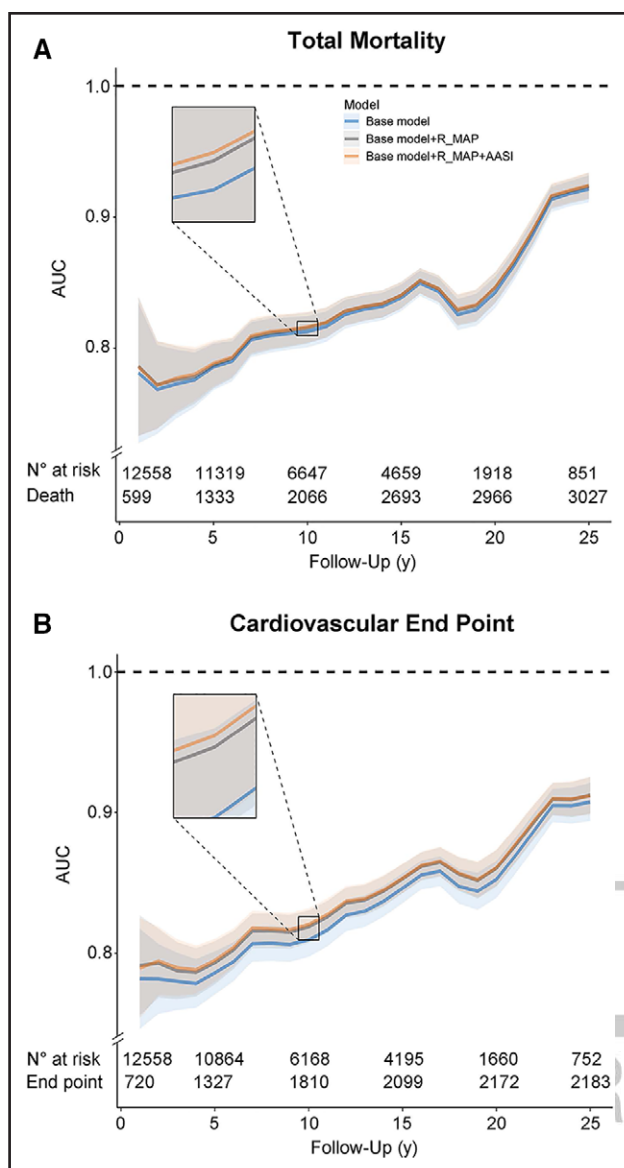 A
Total Mortality
1.0
Model
Base model
Base model+R_MAP
Base model+R_MAP+AASI
0.9
AUC
0.8
N° at risk 12558 11319 6647 4659 1918 851
Death 599 1333 2066 2693 2966 3027
0 5 10 15 20 25
Follow-Up (y)
B
Cardiovascular End Point
1.0
0.9
AUC
0.8
N° at risk 12558 10864 6168 4195 1660 752
End point 720 1327 1810 2099 2172 2183
0 5 10 15 20 25
Follow-Up (y)